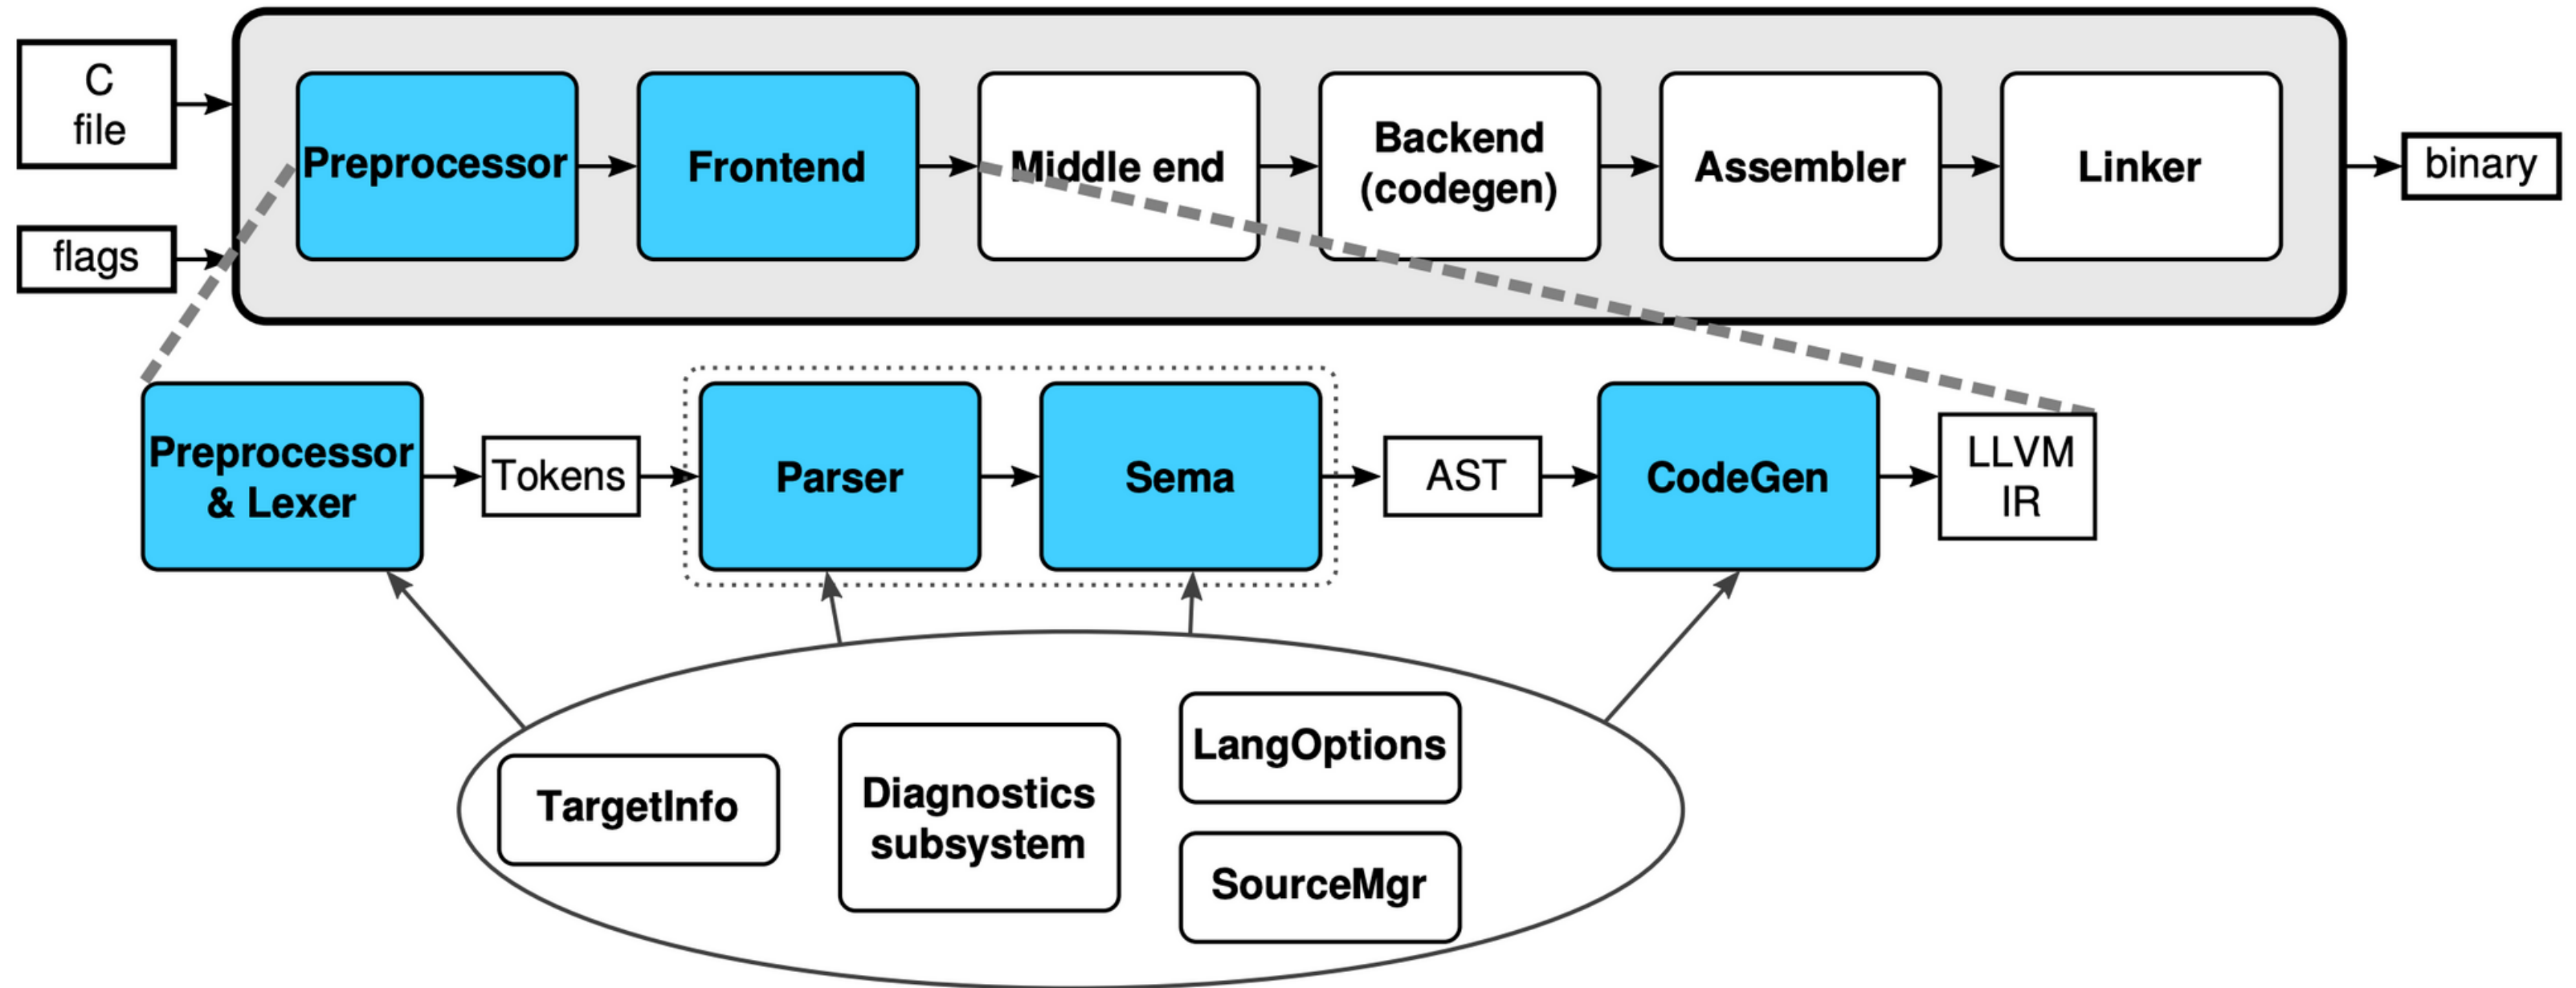 C
file
flags
Preprocessor
Frontend
Middle end
Backend
(codegen)
Assembler
Linker
binary
Preprocessor
& Lexer
Tokens
Parser
Sema
AST
CodeGen
LLVM
IR
TargetInfo
Diagnostics
subsystem
LangOptions
SourceMgr